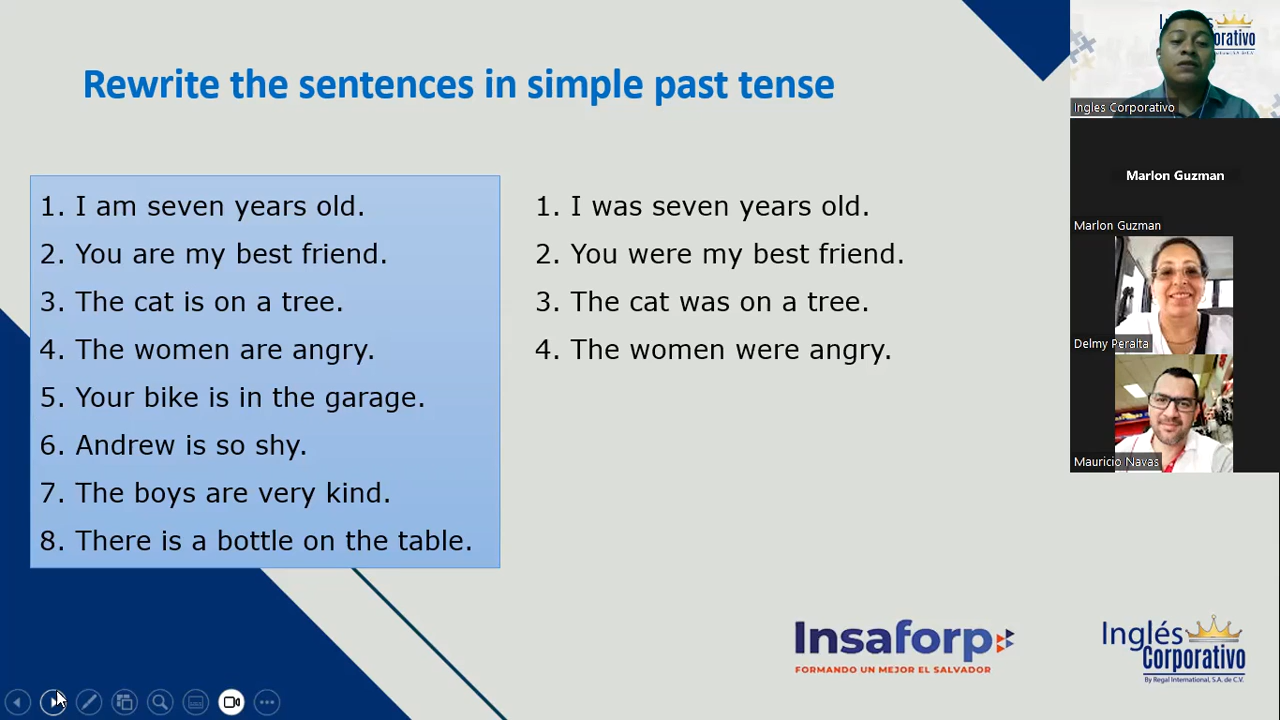 Rewrite the sentences in simple past tense
1. I am seven years old.
2. You are my best friend.
3. The cat is on a tree.
4. The women are angry.
5. Your bike is in the garage.
6. Andrew is so shy.
7. The boys are very kind.
8. There is a bottle on the table.
1. I was seven years old.
2. You were my best friend.
3. The cat was on a tree.
4. The women were angry.
Insaforp
FORMANDO UN MEJOR EL SALVADOR
Inglés
Corporativo
By Regal International, S.A. de C.V.
Ingles Corporativo
Marlon Guzman
Marlon Guzman
Delmy Peralta
Mauricio Navas